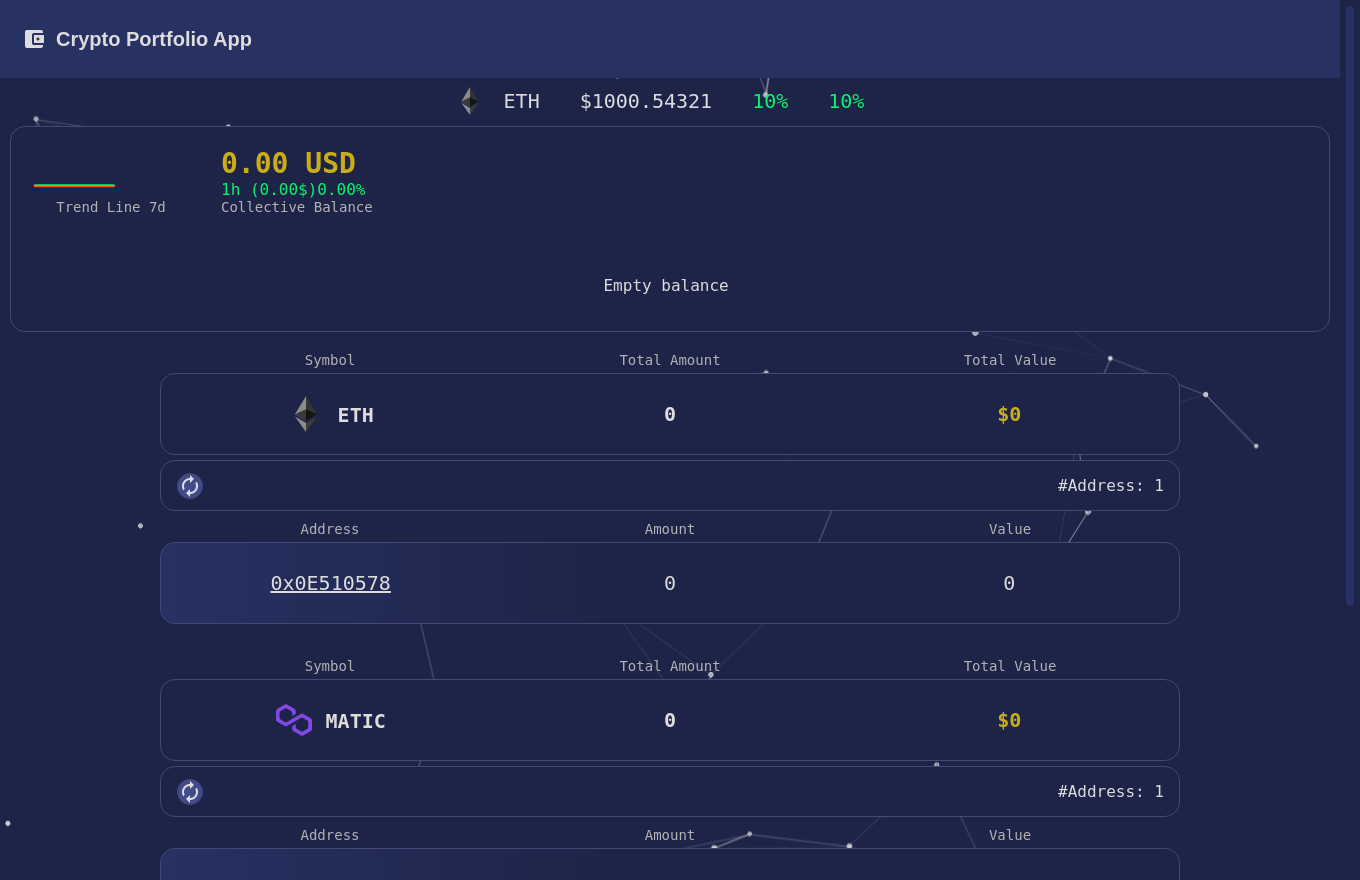 Crypto Portfolio App
ETH $1000.54321 10% 10%
0.00 USD
1h (0.00$)0.00%
Trend Line 7d Collective Balance
Empty balance
Symbol Total Amount Total Value
ETH 0 $0
#Address: 1
Address Amount Value
0x0E510578 0 0
Symbol Total Amount Total Value
MATIC 0 $0
#Address: 1
Address Amount Value